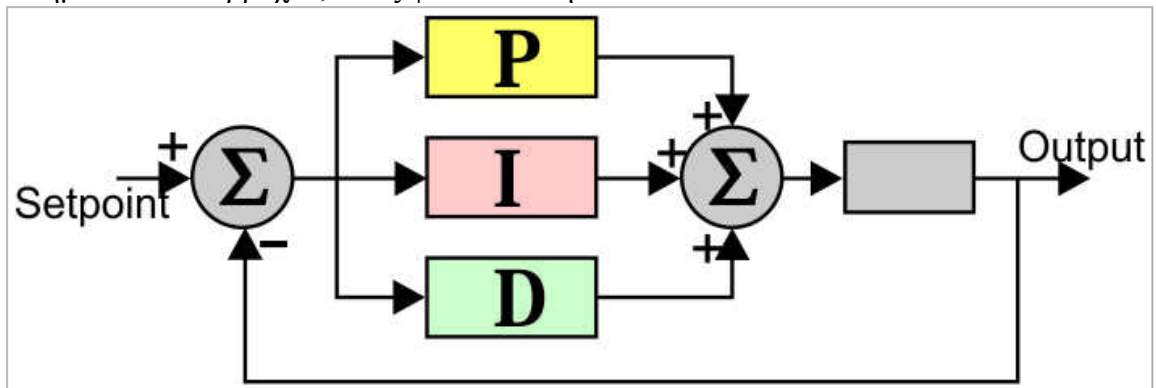 P
+
+
+
Output
Σ
I
Σ
Setpoint
−
+
D